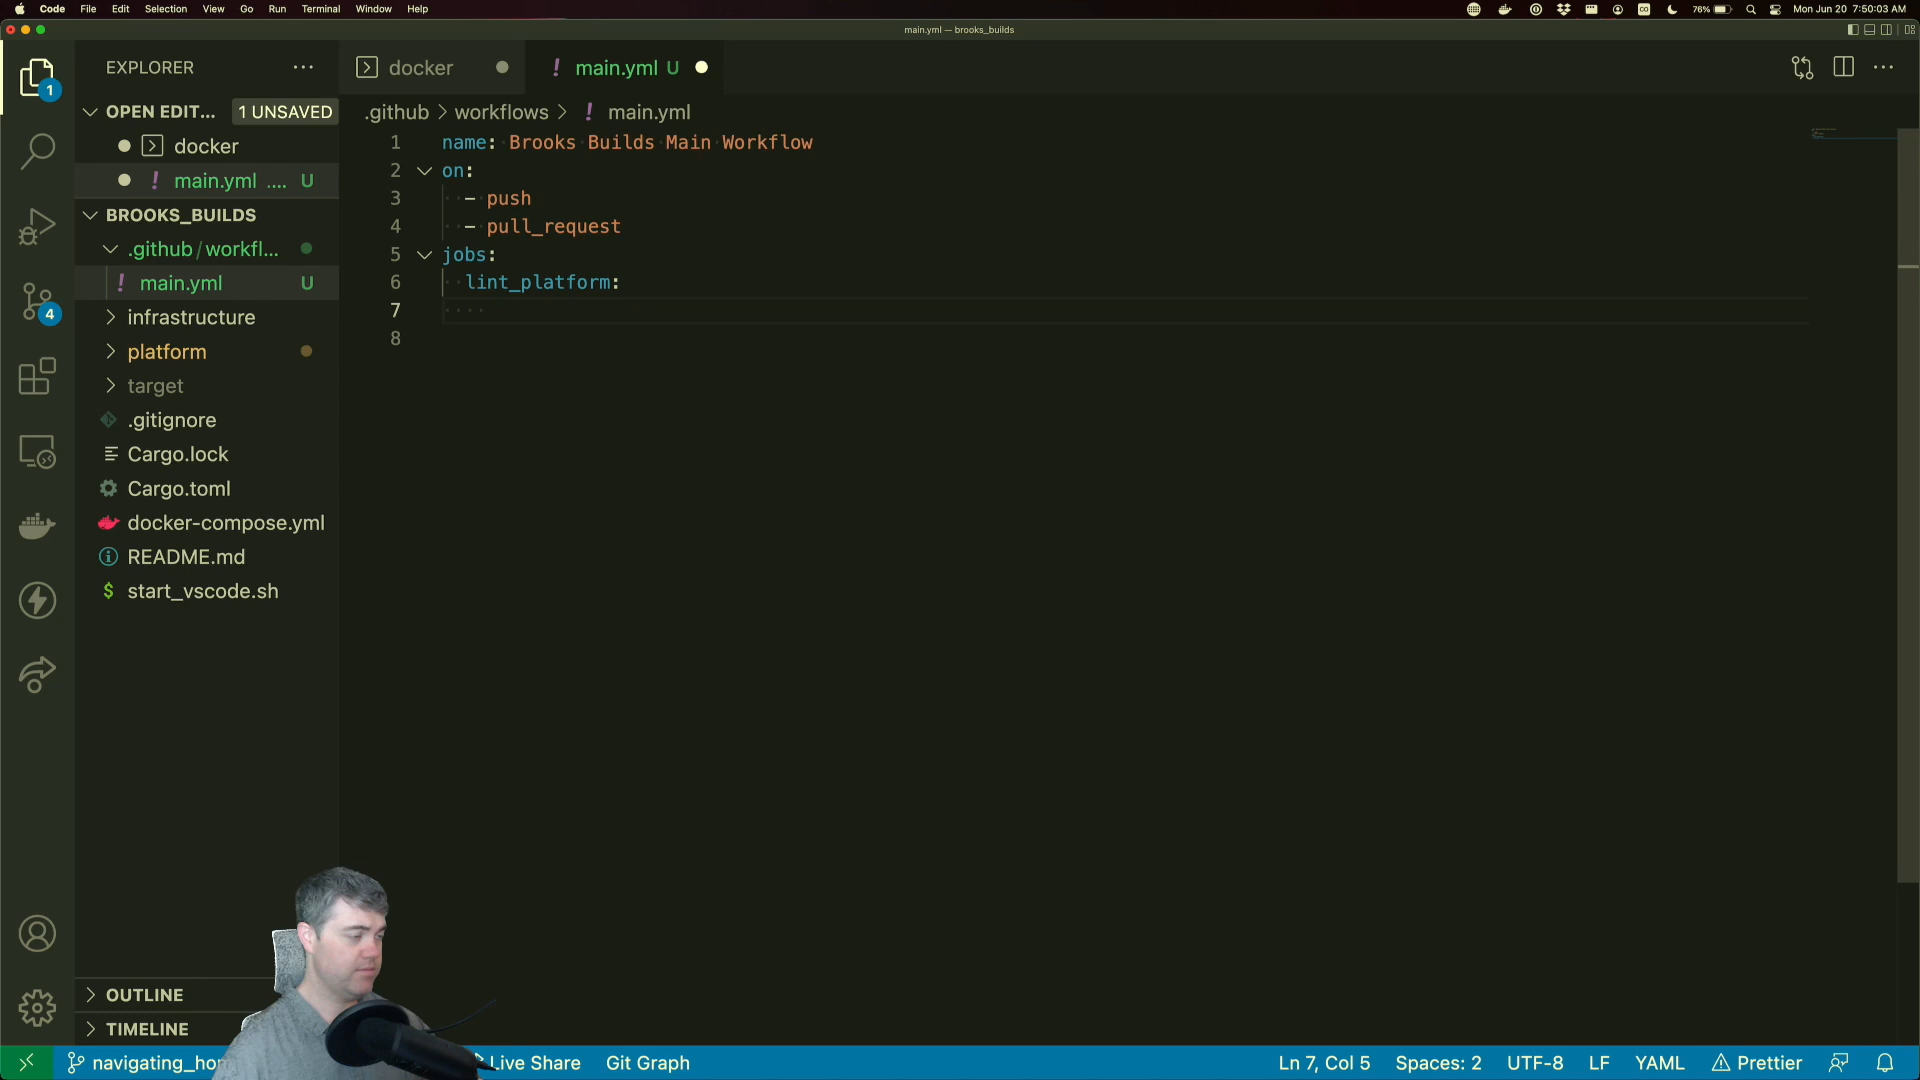 Code File Edit Selection View Go Run Terminal Window Help
76% Mon Jun 20 7:50:03 AM
main.yml — brooks_builds
EXPLORER
docker
main.yml U
OPEN EDIT... 1 UNSAVED
docker
main.yml .... U
BROOKS_BUILDS
.github/workfl...
main.yml U
infrastructure
platform
target
.gitignore
Cargo.lock
Cargo.toml
docker-compose.yml
README.md
start_vscode.sh
OUTLINE
TIMELINE
1
4
.github > workflows > ! main.yml
1 name: Brooks Builds Main Workflow
2 on:
3 - push
4 - pull_request
5 jobs:
6 lint_platform:
7
8
navigating_ho
Live Share Git Graph
Ln 7, Col 5 Spaces: 2 UTF-8 LF YAML Prettier